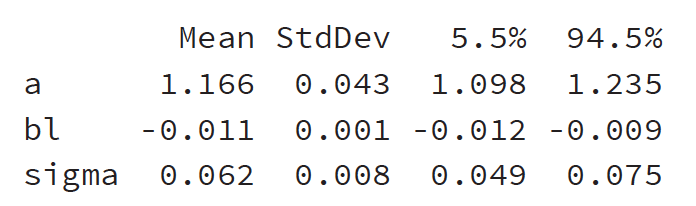 Mean StdDev 5.5% 94.5%
a 1.166 0.043 1.098 1.235
bl -0.011 0.001 -0.012 -0.009
sigma 0.062 0.008 0.049 0.075